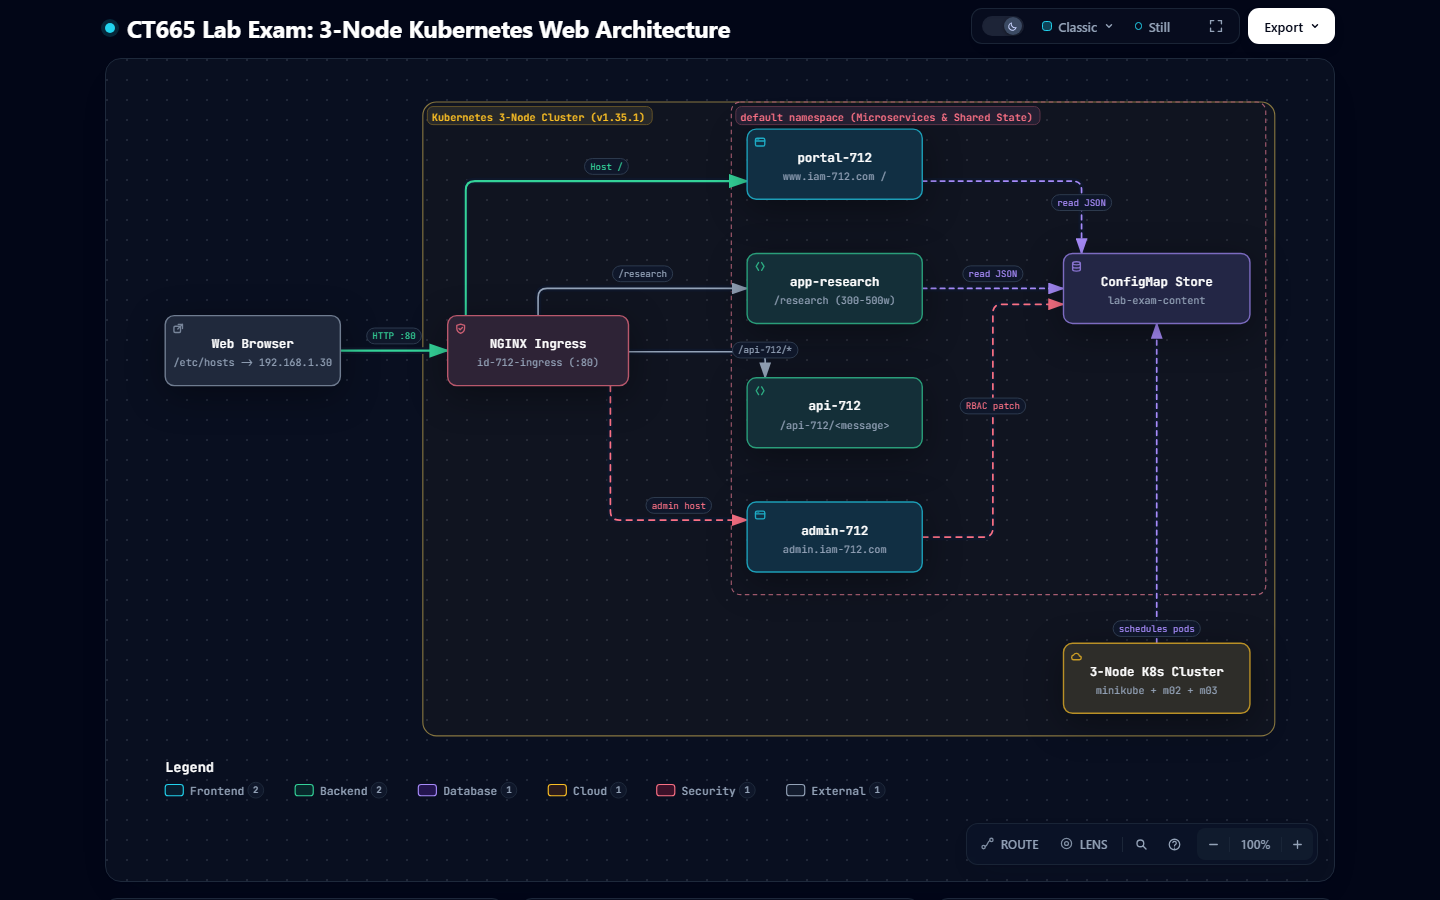 CT665 Lab Exam: 3-Node Kubernetes Web Architecture
Classic
Still
Export
Kubernetes 3-Node Cluster (v1.35.1)
default namespace (Microservices & Shared State)
portal-712
www.iam-712.com /
Host /
read JSON
/research
app-research
/research (300-500w)
read JSON
ConfigMap Store
lab-exam-content
Web Browser
/etc/hosts → 192.168.1.30
HTTP :80
NGINX Ingress
id-712-ingress (:80)
/api-712/*
api-712
/api-712/<message>
RBAC patch
admin host
admin-712
admin.iam-712.com
schedules pods
3-Node K8s Cluster
minikube + m02 + m03
Legend
Frontend 2
Backend 2
Database 1
Cloud 1
Security 1
External 1
ROUTE
LENS
− 100% +